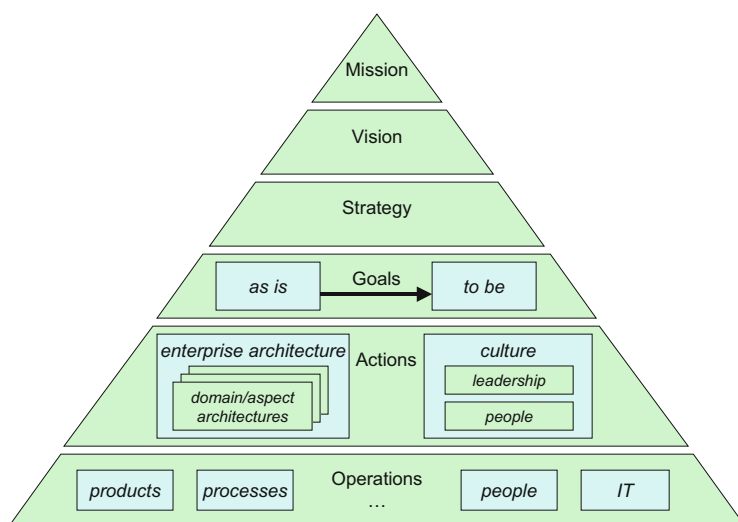 Mission
Vision
Strategy
as is
Goals
to be
enterprise architecture
domain/aspect
architectures
Actions
culture
leadership
people
Operations
products
processes
...
people
IT